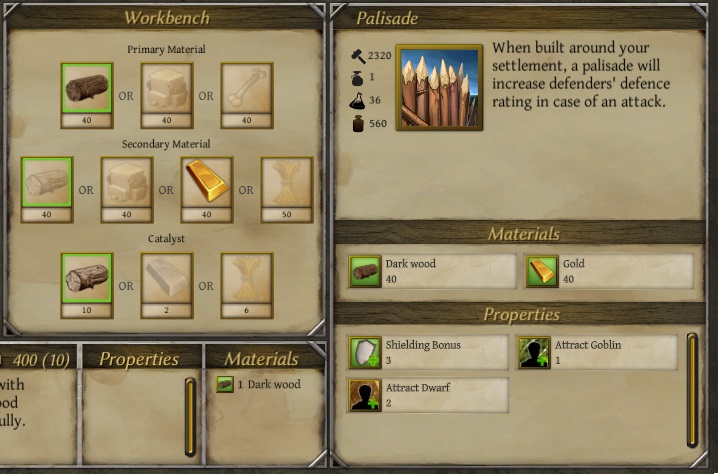 Workbench
Primary Material
OR
OR
40
40
40
Secondary Material
OR
OR
OR
40
40
40
50
Catalyst
OR
OR
10
2
6
400 (10)
with
ood
ully.
Properties
Materials
1 Dark wood
Palisade
2320
1
36
560
When built around your
settlement, a palisade will
increase defenders' defence
rating in case of an attack.
Materials
Dark wood
40
Gold
40
Properties
Shielding Bonus
3
Attract Goblin
1
Attract Dwarf
2